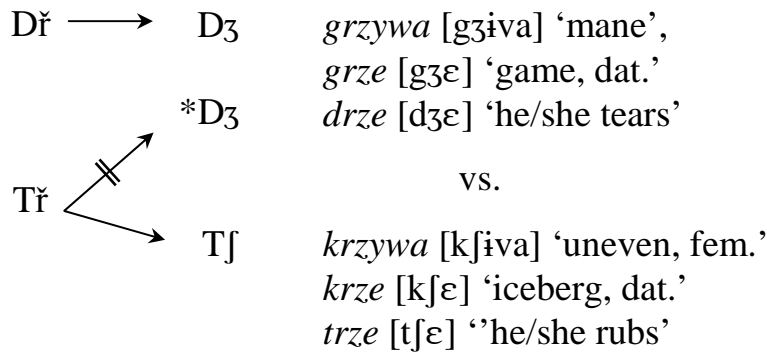 Dř Dʒ grzywa [gʒɨva] ‘mane’,
grze [gʒɛ] ‘game, dat.’
*Dʒ drze [dʒɛ] ‘he/she tears’
vs.
Tř
Tʃ krzywa [kʃɨva] ‘uneven, fem.’
krze [kʃɛ] ‘iceberg, dat.’
trze [tʃɛ] ‘’he/she rubs’